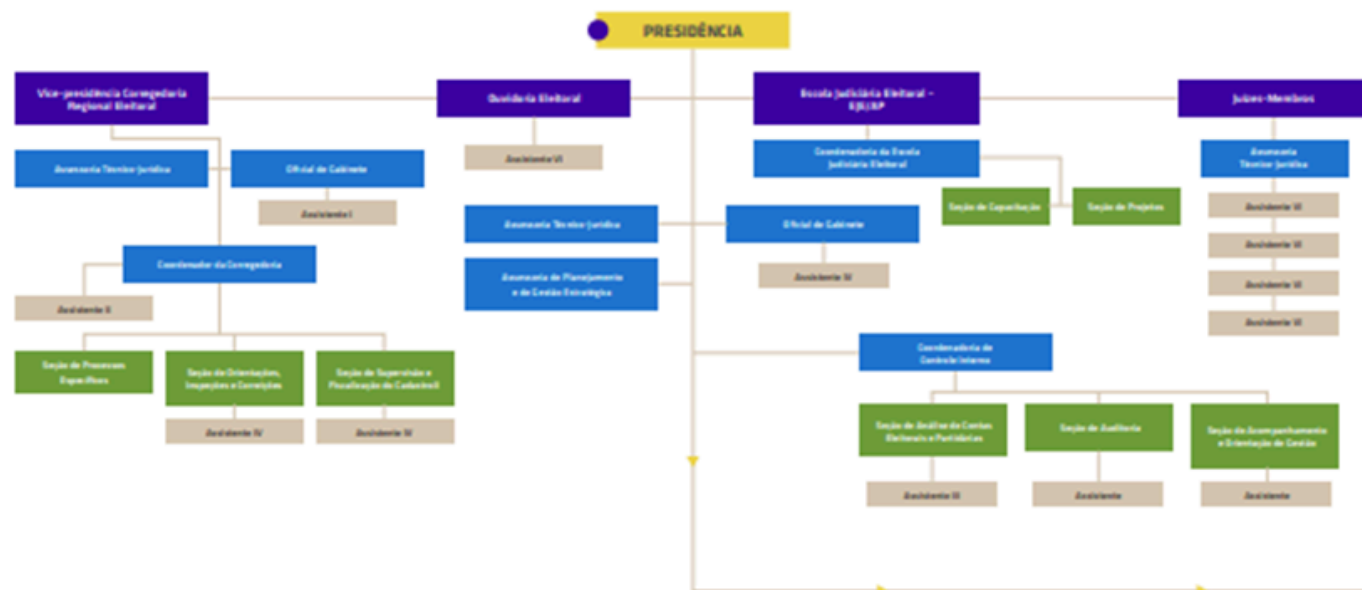 PRESIDÊNCIA
Vice-presidência Corregedoria
Regional Eleitoral
Ouvidoria Eleitoral
Escola Judiciária Eleitoral -
EJE/AP
Juízes-Membros
Assessoria Técnico-Jurídica
Oficial de Gabinete
Assistente I
Assistente VI
Coordenadoria da Escola
Judiciária Eleitoral
Seção de Capacitação
Seção de Projetos
Assessoria
Técnico-Jurídica
Assistente VI
Assistente VI
Assistente VI
Assistente VI
Assessoria Técnico-Jurídica
Oficial de Gabinete
Assistente IV
Assessoria de Planejamento
e de Gestão Estratégica
Coordenador da Corregedoria
Assistente II
Seção de Processos
Específicos
Seção de Orientações,
Inspeções e Correições
Seção de Supervisão e
Fiscalização do Cadastro
Assistente IV
Assistente IV
Coordenadoria de
Controle Interno
Seção de Análise de Contas
Eleitorais e Partidárias
Seção de Auditoria
Seção de Acompanhamento
e Orientação de Gestão
Assistente III
Assistente
Assistente